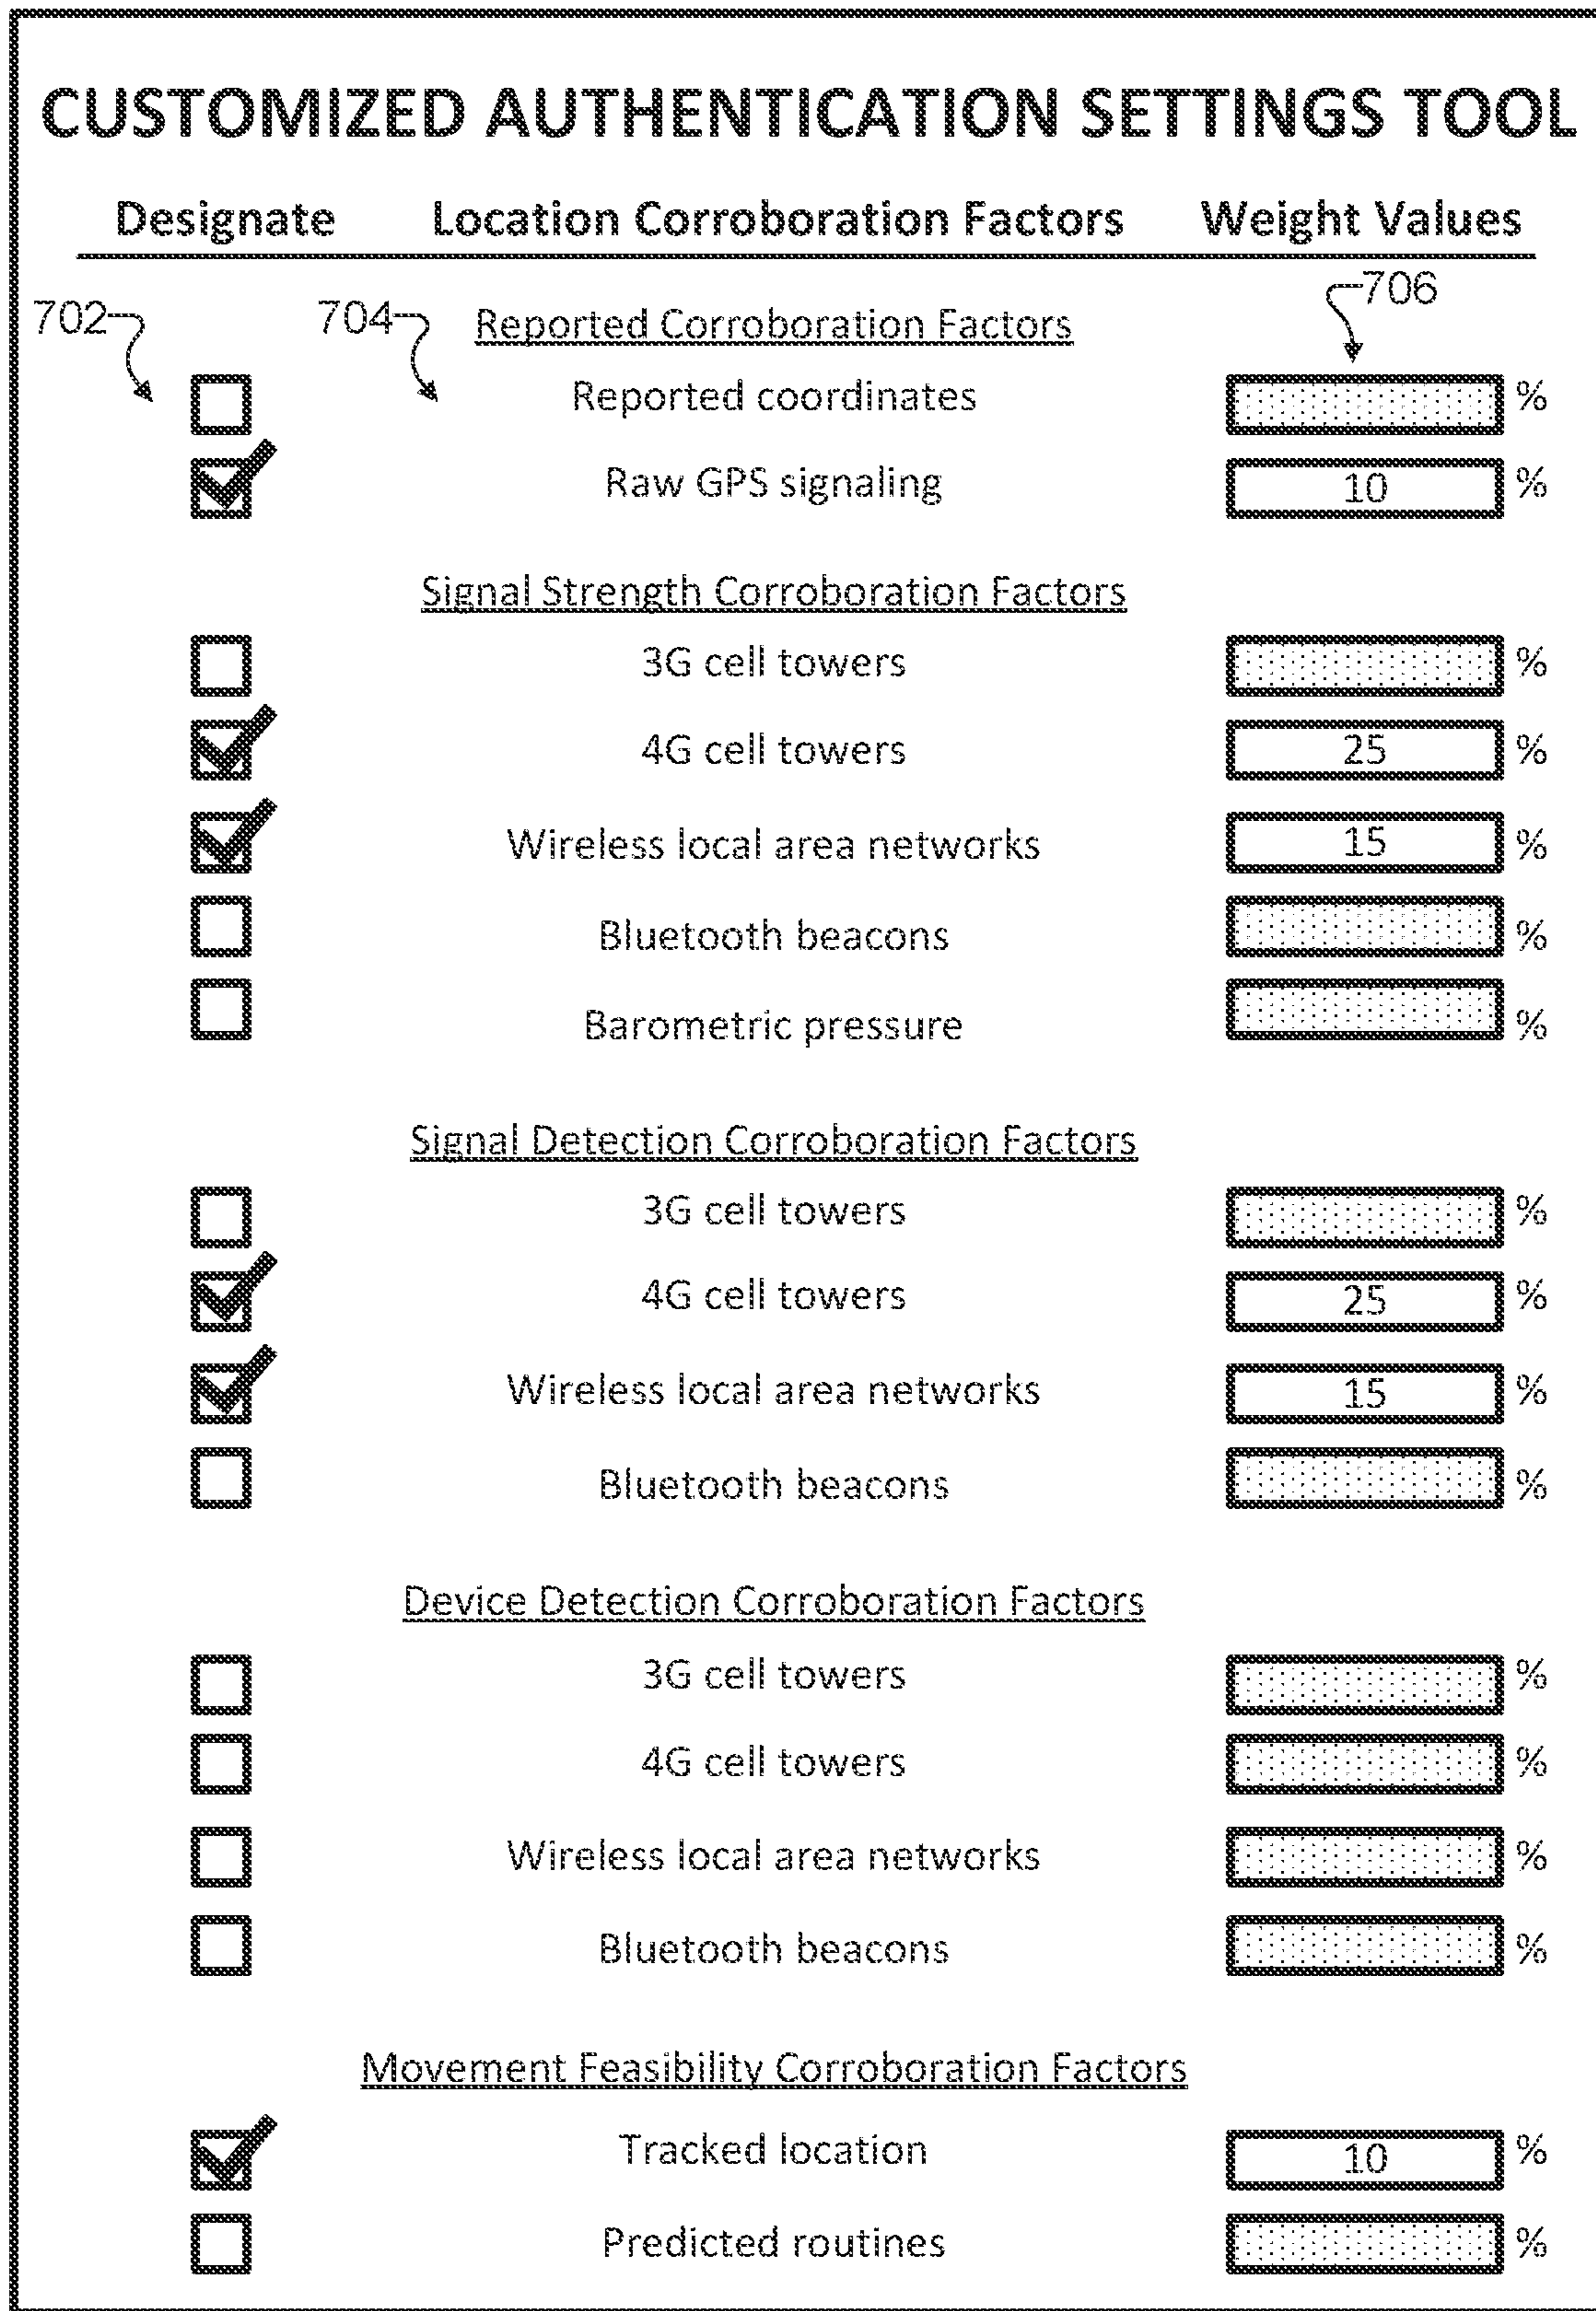 CUSTOMIZED AUTHENTICATION SETTINGS TOOL
Designate Location Corroboration Factors Weight Values
702 704 Reported Corroboration Factors 706
Reported coordinates %
Raw GPS signaling 10 %
Signal Strength Corroboration Factors
3G cell towers %
4G cell towers 25 %
Wireless local area networks 15 %
Bluetooth beacons %
Barometric pressure %
Signal Detection Corroboration Factors
3G cell towers %
4G cell towers 25 %
Wireless local area networks 15 %
Bluetooth beacons %
Device Detection Corroboration Factors
3G cell towers %
4G cell towers %
Wireless local area networks %
Bluetooth beacons %
Movement Feasibility Corroboration Factors
Tracked location 10 %
Predicted routines %